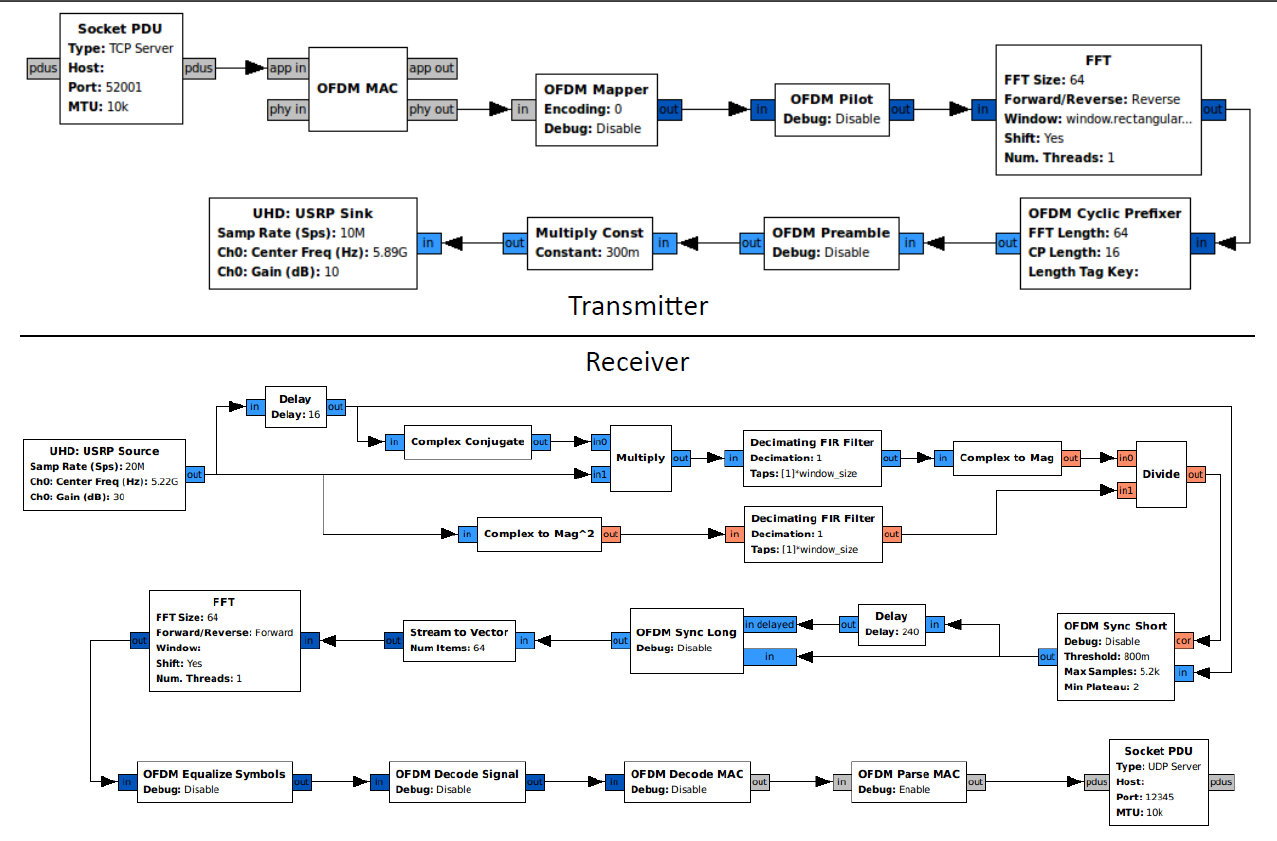 Socket PDU
Type: TCP Server
Host:
Port: 52001
MTU: 10k
pdus
pdus
app in
app out
OFDM MAC
phy in
phy out
in
OFDM Mapper
Encoding: 0
Debug: Disable
out
in
OFDM Pilot
Debug: Disable
out
in
FFT
FFT Size: 64
Forward/Reverse: Reverse
Window: window.rectangular...
Shift: Yes
Num. Threads: 1
out
UHD: USRP Sink
Samp Rate (Sps): 10M
Ch0: Center Freq (Hz): 5.89G
Ch0: Gain (dB): 10
in
out
Multiply Const
Constant: 300m
in
out
OFDM Preamble
Debug: Disable
in
out
OFDM Cyclic Prefixer
FFT Length: 64
CP Length: 16
Length Tag Key:
in
Transmitter
Receiver
in
Delay
Delay: 16
out
UHD: USRP Source
Samp Rate (Sps): 20M
Ch0: Center Freq (Hz): 5.22G
Ch0: Gain (dB): 30
out
in
Complex Conjugate
out
in0
in1
Multiply
out
in
Decimating FIR Filter
Decimation: 1
Taps: [1]*window_size
out
in
Complex to Mag
out
in0
in1
Divide
out
in
Complex to Mag^2
out
in
Decimating FIR Filter
Decimation: 1
Taps: [1]*window_size
out
out
FFT
FFT Size: 64
Forward/Reverse: Forward
Window:
Shift: Yes
Num. Threads: 1
in
out
Stream to Vector
Num Items: 64
in
out
OFDM Sync Long
Debug: Disable
in delayed
in
out
Delay
Delay: 240
in
out
OFDM Sync Short
Debug: Disable
Threshold: 800m
Max Samples: 5.2k
Min Plateau: 2
cor
in
in
OFDM Equalize Symbols
Debug: Disable
out
in
OFDM Decode Signal
Debug: Disable
out
in
OFDM Decode MAC
Debug: Disable
out
in
OFDM Parse MAC
Debug: Enable
out
pdus
Socket PDU
Type: UDP Server
Host:
Port: 12345
MTU: 10k
pdus